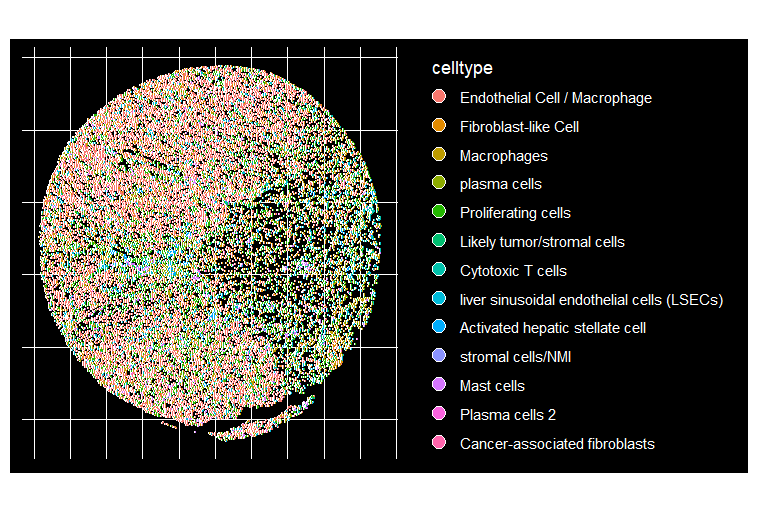 celltype
Endothelial Cell / Macrophage
Fibroblast-like Cell
Macrophages
plasma cells
Proliferating cells
Likely tumor/stromal cells
Cytotoxic T cells
liver sinusoidal endothelial cells (LSECs)
Activated hepatic stellate cell
stromal cells/NMI
Mast cells
Plasma cells 2
Cancer-associated fibroblasts